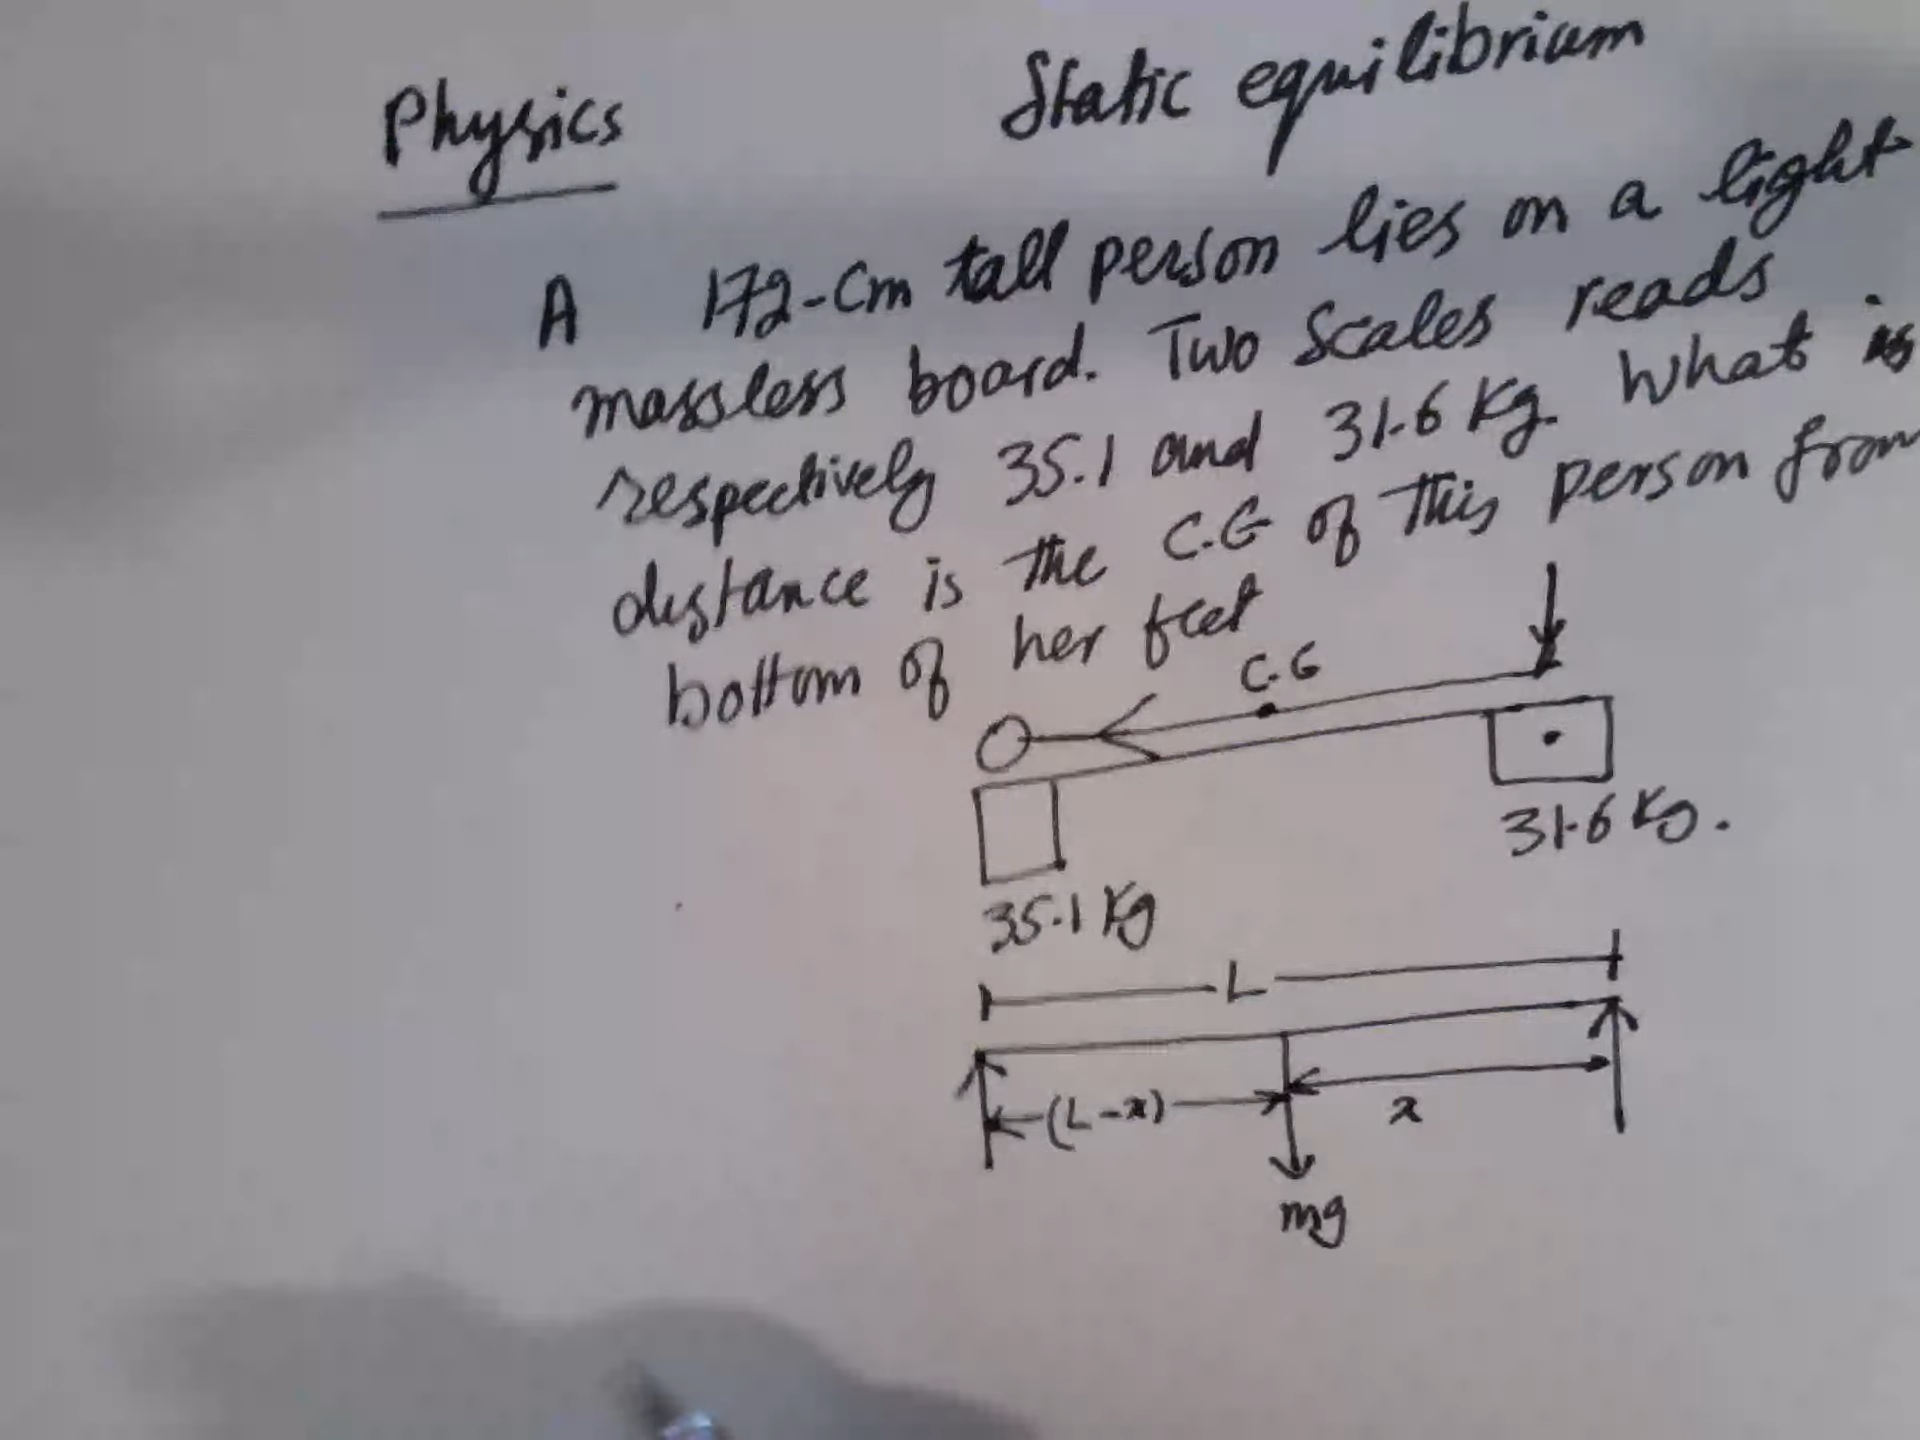 Physics
Static equilibrium
A 172-cm tall person lies on a light
massless board. Two Scales reads
respectively 35.1 and 31.6 Kg. What is
distance is the C.G of this person from
bottom of her feet
C.G
31.6 Kg.
35.1 Kg
L
(L-x)
x
mg